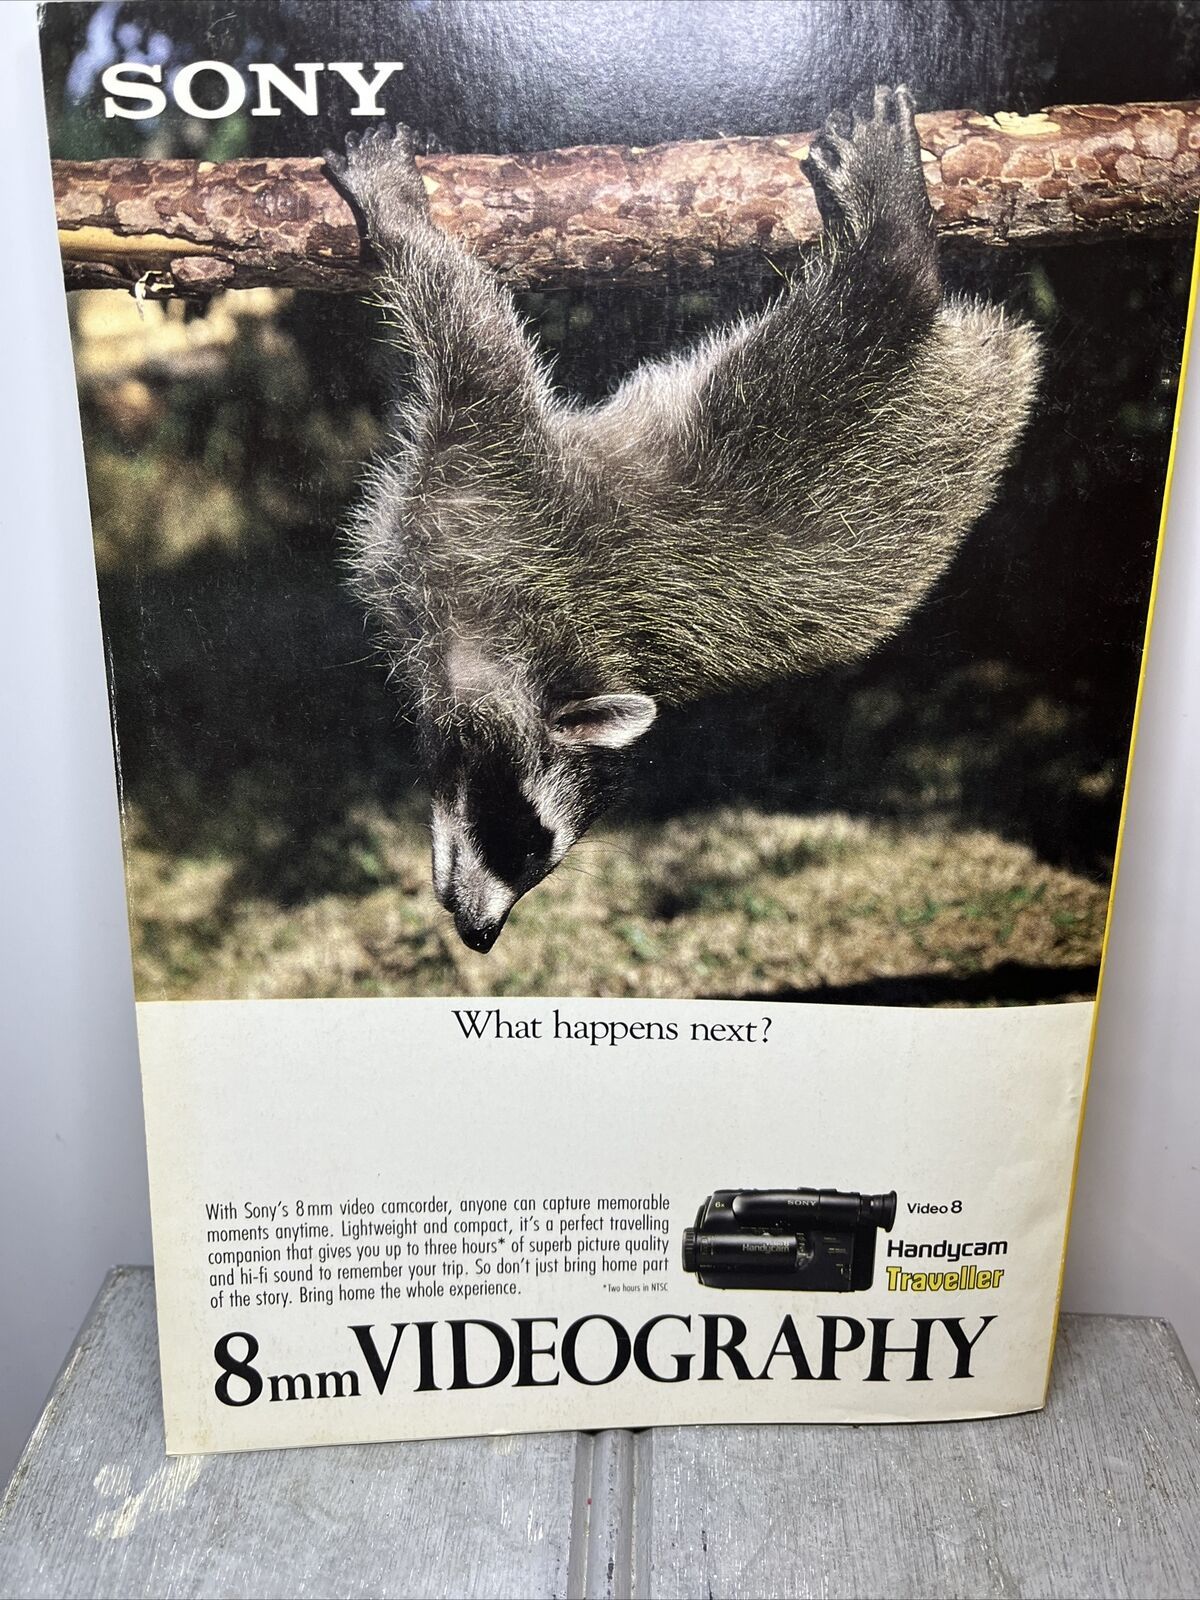 SONY
What happens next?
With Sony's 8mm video camcorder, anyone can capture memorable
moments anytime. Lightweight and compact, it's a perfect travelling
companion that gives you up to three hours* of superb picture quality
and hi-fi sound to remember your trip. So don't just bring home part
of the story. Bring home the whole experience.
*Two hours in NTSC
6x
SONY
Video8
Handycam
Video8
Handycam
Traveller
8mm VIDEOGRAPHY